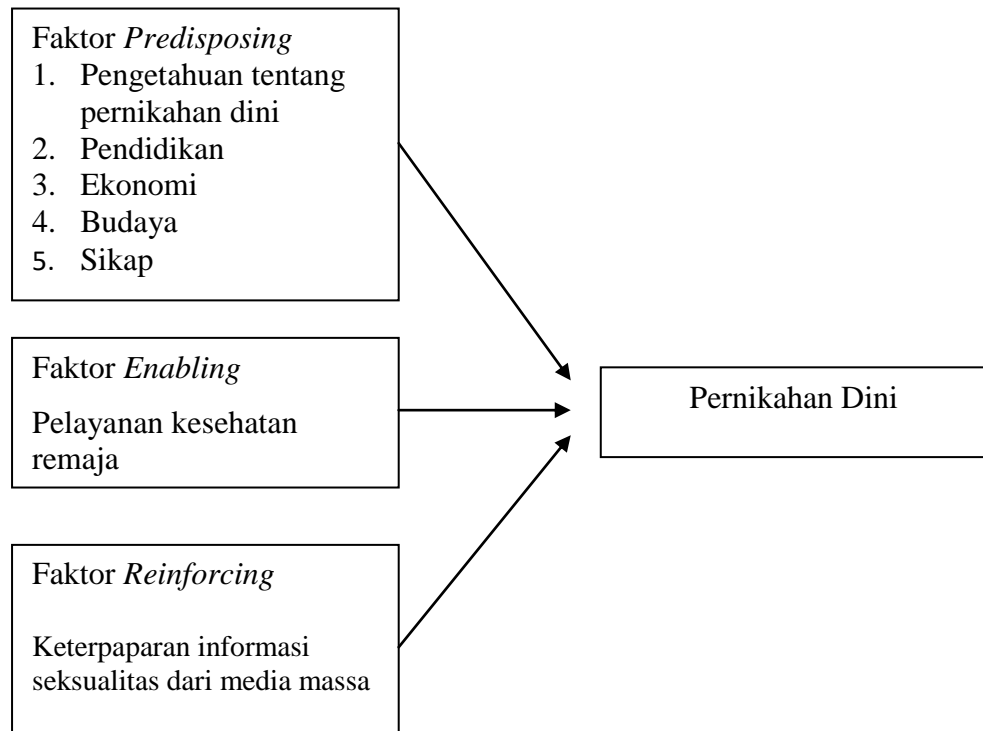 Faktor Predisposing
1. Pengetahuan tentang
pernikahan dini
2. Pendidikan
3. Ekonomi
4. Budaya
5. Sikap
Faktor Enabling
Pelayanan kesehatan
remaja
Pernikahan Dini
Faktor Reinforcing
Keterpaparan informasi
seksualitas dari media massa